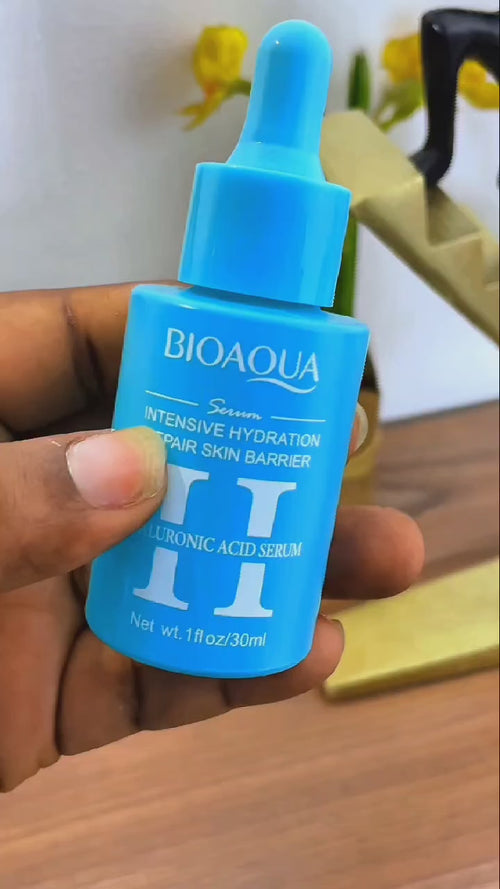 BIOAQUA
Serum
INTENSIVE HYDRATION
SKIN BARRIER
H
ACID SERUM
Net wt.1fl oz/30ml